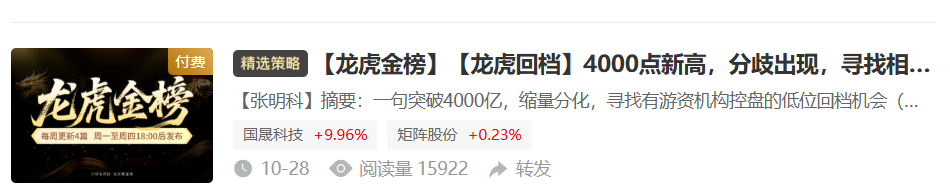 付费
龙虎金榜
每周更新4篇 周一至周四18:00后发布
精选策略 【龙虎金榜】【龙虎回档】4000点新高，分歧出现，寻找相...
【张明科】摘要：一句突破4000亿，缩量分化，寻找有游资机构控盘的低位回档机会（...
国晟科技 +9.96% 矩阵股份 +0.23%
10-28 阅读量 15922 转发